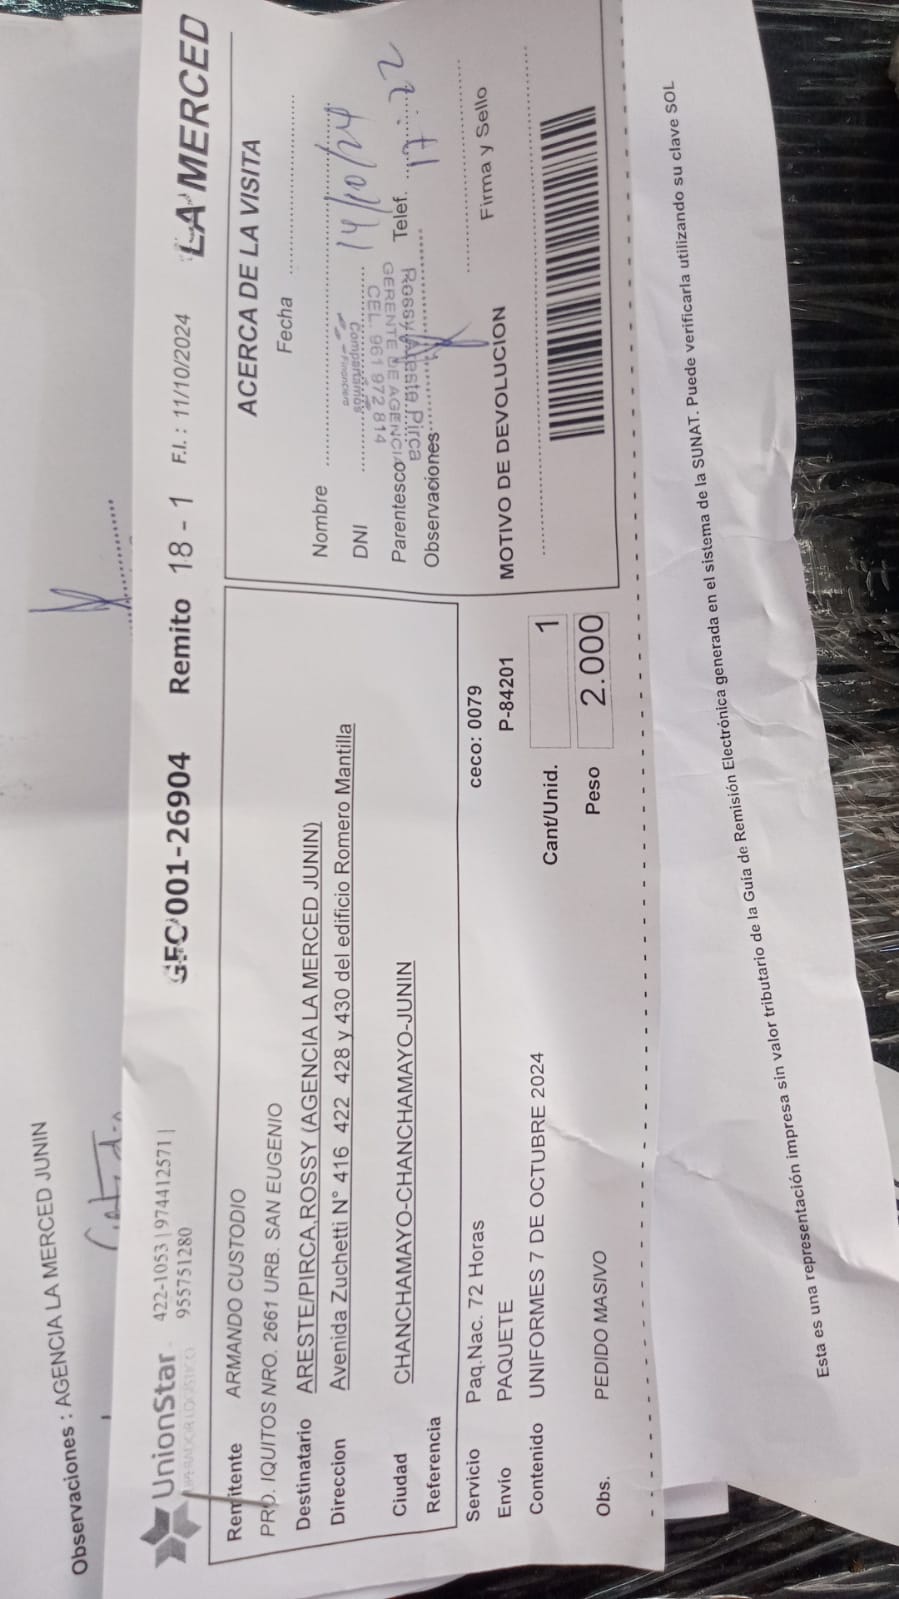 Observaciones : AGENCIA LA MERCED JUNIN
UnionStar
OPERADOR LOGISTICO
422-1053 | 974412571 |
955751280
GFC001-26904
Remito 18 - 1
F.I. : 11/10/2024
LA MERCED
Remitente ARMANDO CUSTODIO
PRO. IQUITOS NRO. 2661 URB. SAN EUGENIO
Destinatario ARESTE/PIRCA,ROSSY (AGENCIA LA MERCED JUNIN)
Direccion Avenida Zuchetti N° 416 422 428 y 430 del edificio Romero Mantilla
Ciudad CHANCHAMAYO-CHANCHAMAYO-JUNIN
Referencia
Servicio Paq.Nac. 72 Horas ceco: 0079
Envio PAQUETE P-84201
Contenido UNIFORMES 7 DE OCTUBRE 2024
Cant/Unid. 1
Obs. PEDIDO MASIVO
Peso 2.000
ACERCA DE LA VISITA
Fecha
Nombre
14/10/24
DNI
Compartamos
Financiera
CEL. 961 972 814
GERENTE DE AGENCIA
Rossy Areste Pirca
Parentesco Telef.
17:22
Observaciones
Firma y Sello
MOTIVO DE DEVOLUCION
Esta es una representación impresa sin valor tributario de la Guía de Remisión Electrónica generada en el sistema de la SUNAT. Puede verificarla utilizando su clave SOL